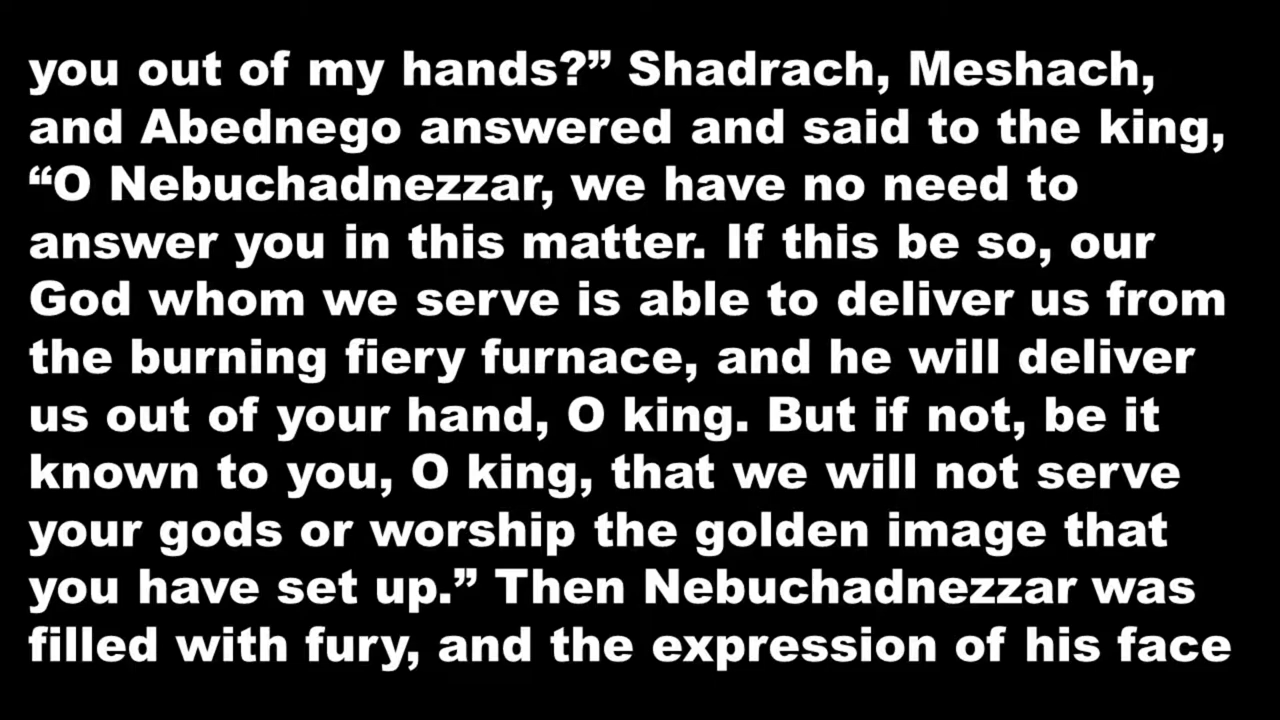 you out of my hands?” Shadrach, Meshach,
and Abednego answered and said to the king,
“O Nebuchadnezzar, we have no need to
answer you in this matter. If this be so, our
God whom we serve is able to deliver us from
the burning fiery furnace, and he will deliver
us out of your hand, O king. But if not, be it
known to you, O king, that we will not serve
your gods or worship the golden image that
you have set up.” Then Nebuchadnezzar was
filled with fury, and the expression of his face